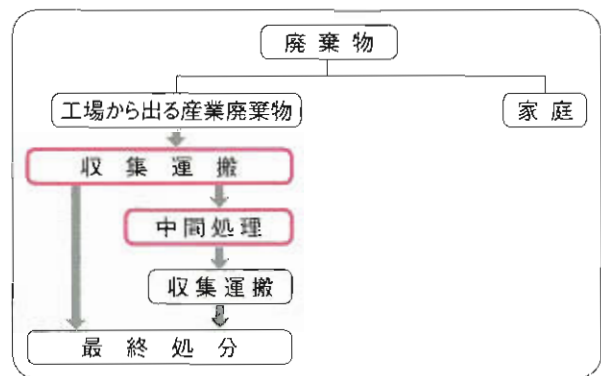 廃棄物
工場から出る産業廃棄物
家庭
収集運搬
中間処理
収集運搬
最終処分